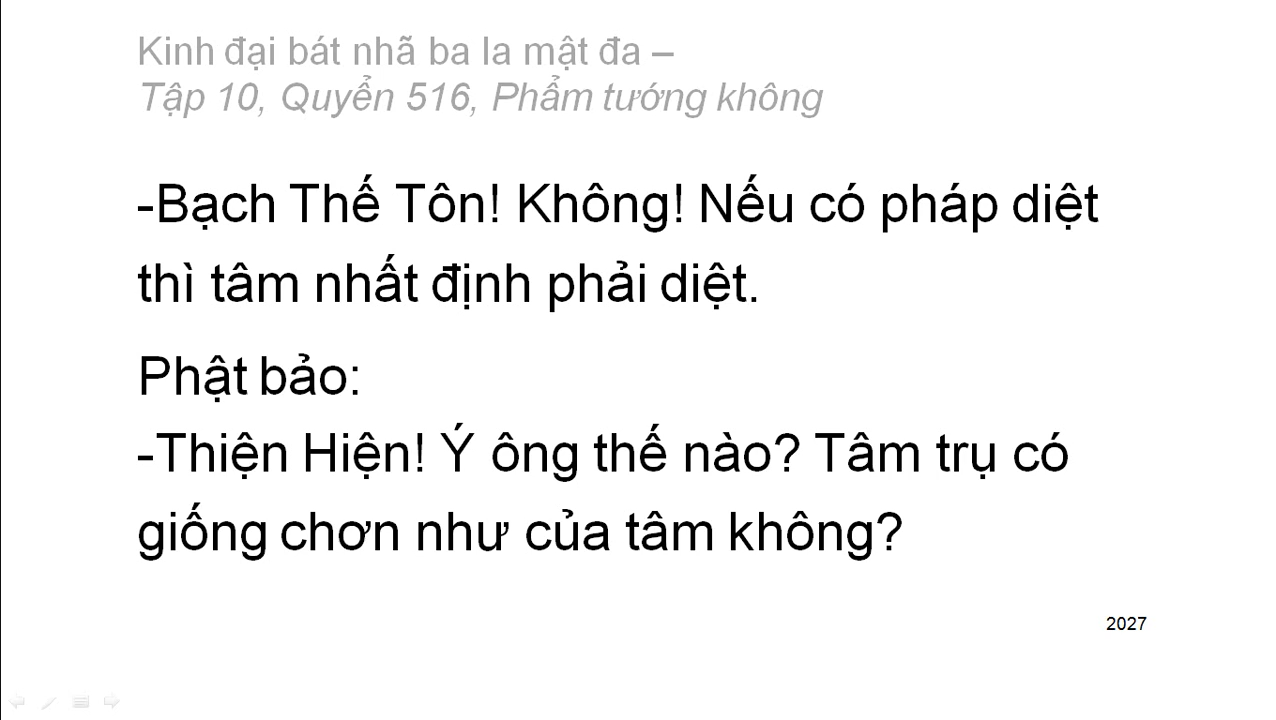 Kinh đại bát nhã ba la mật đa –
Tập 10, Quyển 516, Phẩm tướng không
-Bạch Thế Tôn! Không! Nếu có pháp diệt
thì tâm nhất định phải diệt.
Phật bảo:
-Thiện Hiện! Ý ông thế nào? Tâm trụ có
giống chơn như của tâm không?
2027